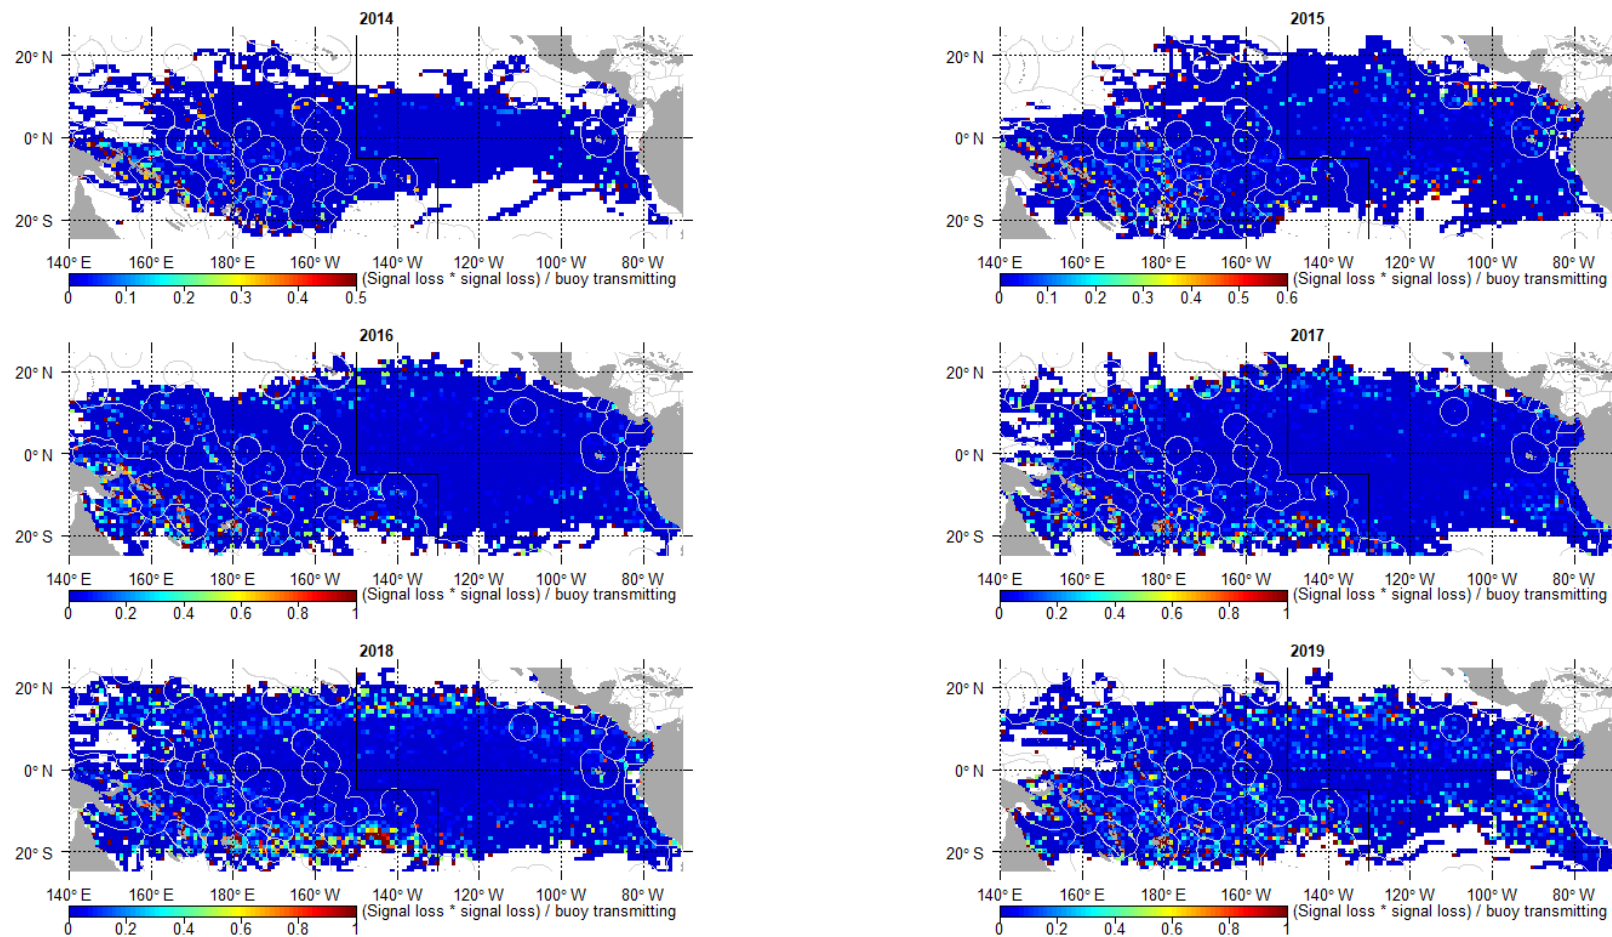 2014
20° N
0° N
20° S
140° E 160° E 180° E 160° W 140° W 120° W 100° W 80° W
(Signal loss * signal loss) / buoy transmitting
0 0.1 0.2 0.3 0.4 0.5
2015
20° N
0° N
20° S
140° E 160° E 180° E 160° W 140° W 120° W 100° W 80° W
(Signal loss * signal loss) / buoy transmitting
0 0.1 0.2 0.3 0.4 0.5 0.6
2016
20° N
0° N
20° S
140° E 160° E 180° E 160° W 140° W 120° W 100° W 80° W
(Signal loss * signal loss) / buoy transmitting
0 0.2 0.4 0.6 0.8 1
2017
20° N
0° N
20° S
140° E 160° E 180° E 160° W 140° W 120° W 100° W 80° W
(Signal loss * signal loss) / buoy transmitting
0 0.2 0.4 0.6 0.8 1
2018
20° N
0° N
20° S
140° E 160° E 180° E 160° W 140° W 120° W 100° W 80° W
(Signal loss * signal loss) / buoy transmitting
0 0.2 0.4 0.6 0.8 1
2019
20° N
0° N
20° S
140° E 160° E 180° E 160° W 140° W 120° W 100° W 80° W
(Signal loss * signal loss) / buoy transmitting
0 0.2 0.4 0.6 0.8 1